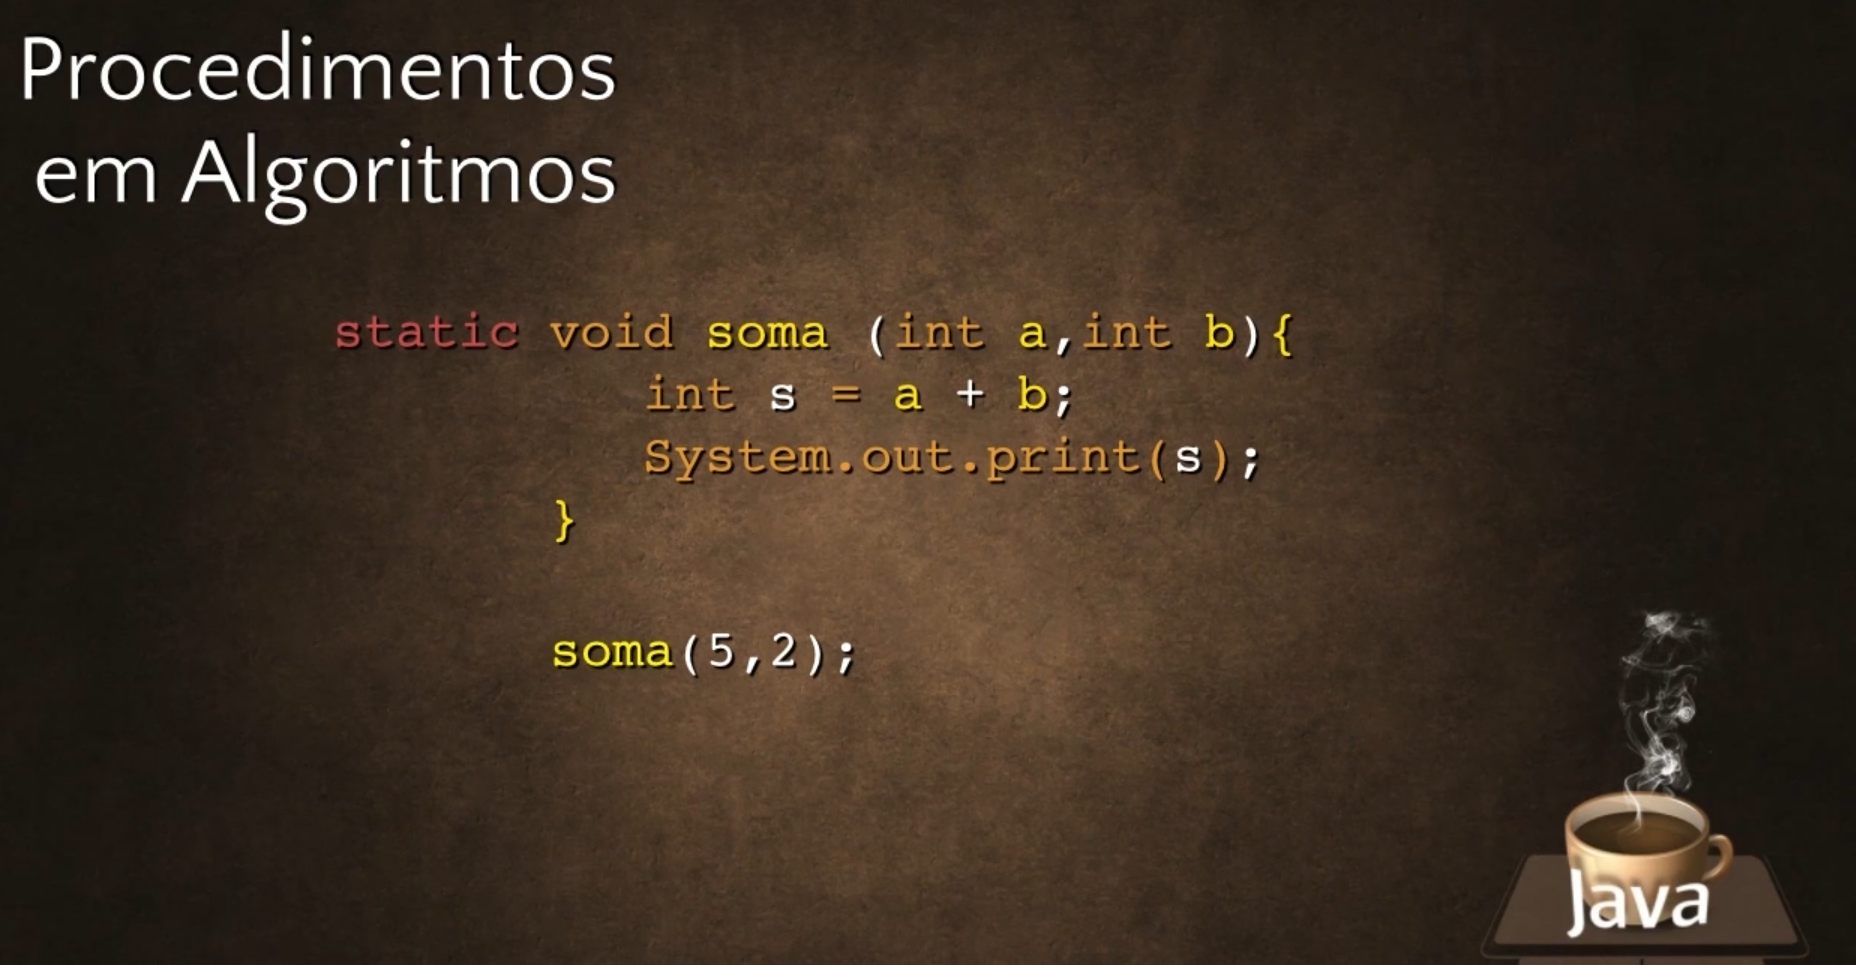 Procedimentos
em Algoritmos
static void soma (int a,int b){
int s = a + b;
System.out.print(s);
}
soma(5,2);
Java